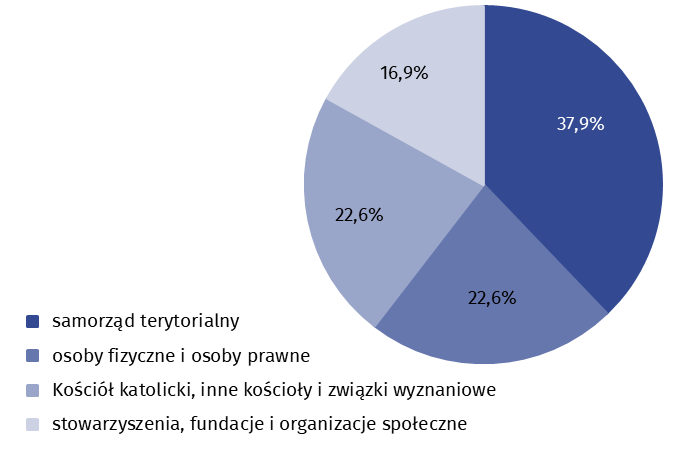 16,9%
37,9%
22,6%
22,6%
samorząd terytorialny
osoby fizyczne i osoby prawne
Kościół katolicki, inne kościoły i związki wyznaniowe
stowarzyszenia, fundacje i organizacje społeczne